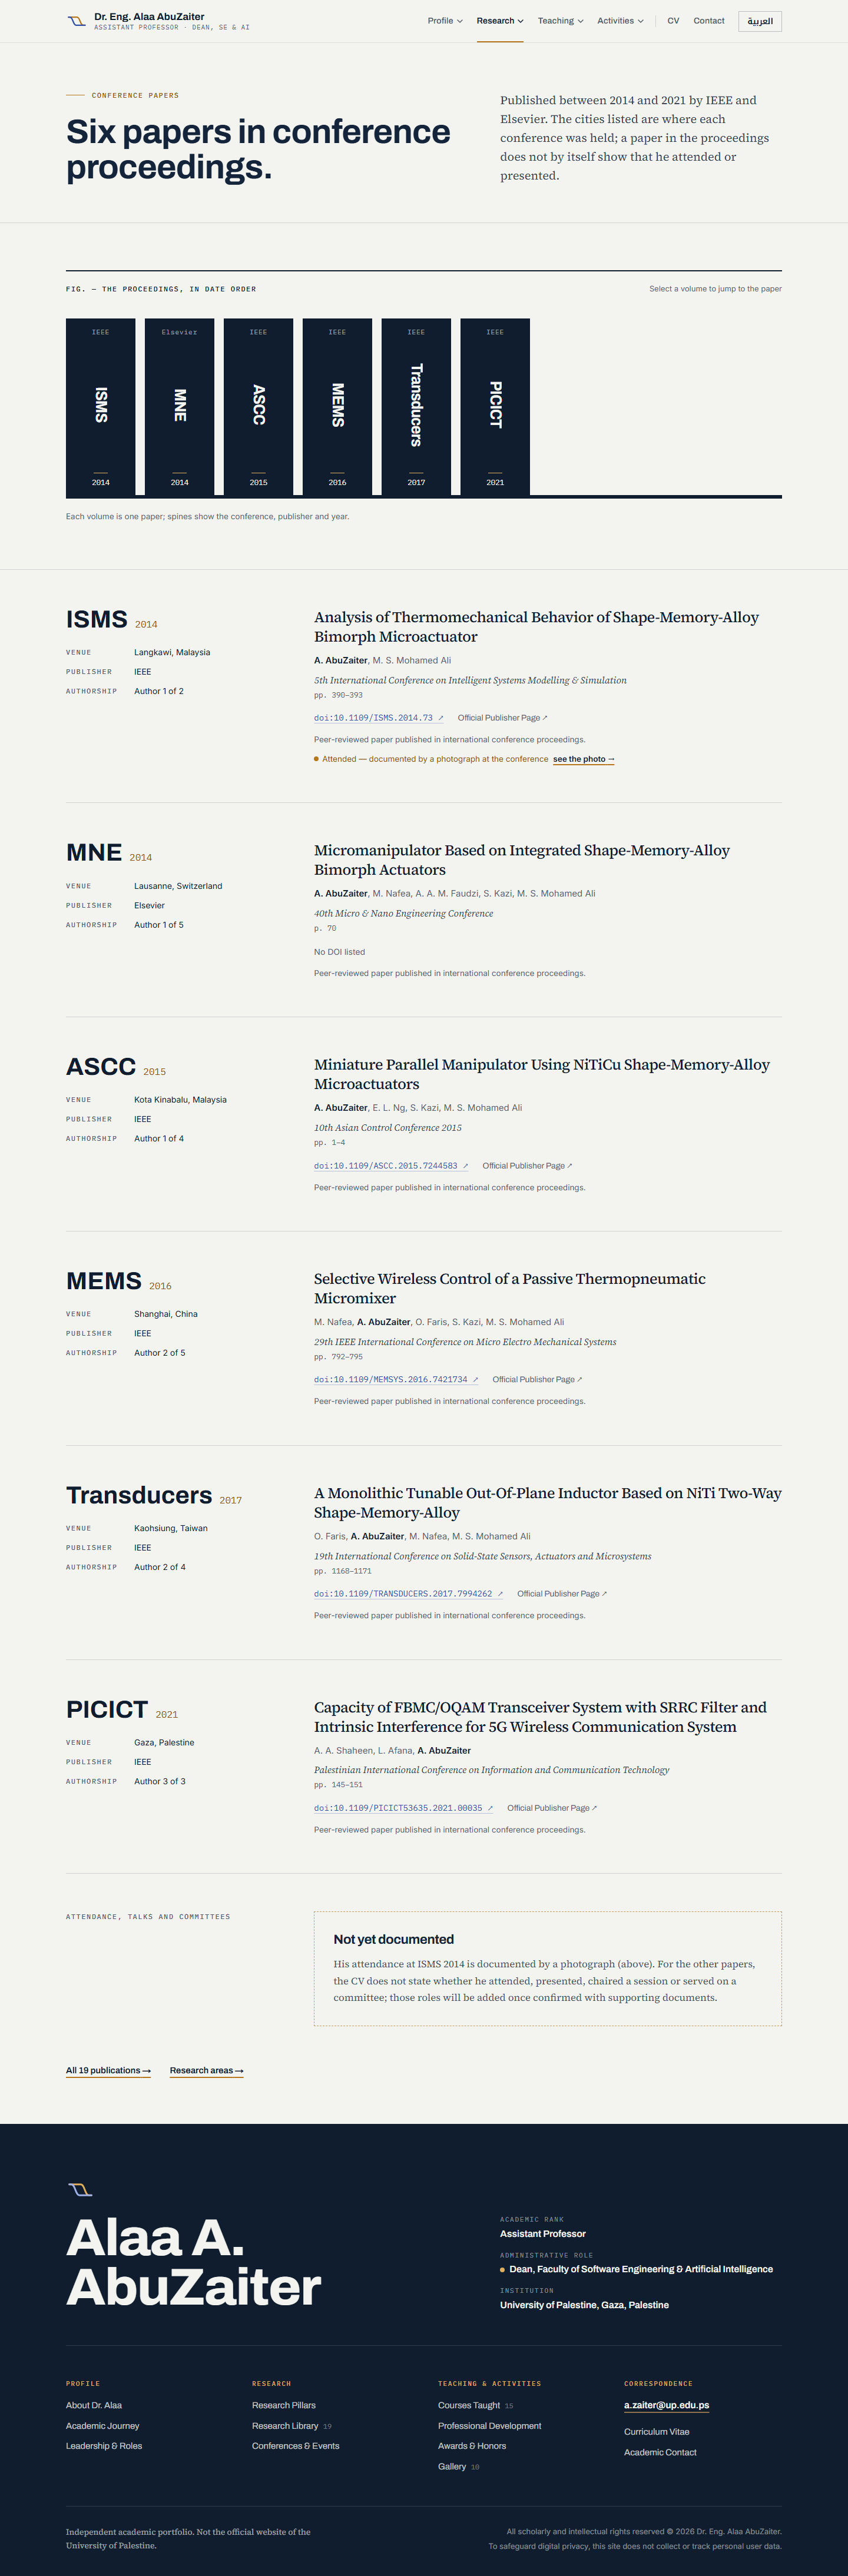 Dr. Eng. Alaa AbuZaiter
ASSISTANT PROFESSOR · DEAN, SE & AI
Profile
Research
Teaching
Activities
CV
Contact
العربية
CONFERENCE PAPERS
Six papers in conference
proceedings.
Published between 2014 and 2021 by IEEE and
Elsevier. The cities listed are where each
conference was held; a paper in the proceedings
does not by itself show that he attended or
presented.
FIG. — THE PROCEEDINGS, IN DATE ORDER
Select a volume to jump to the paper
IEEE
ISMS
2014
Elsevier
MNE
2014
IEEE
ASCC
2015
IEEE
MEMS
2016
IEEE
Transducers
2017
IEEE
PICICT
2021
Each volume is one paper; spines show the conference, publisher and year.
ISMS 2014
VENUE Langkawi, Malaysia
PUBLISHER IEEE
AUTHORSHIP Author 1 of 2
Analysis of Thermomechanical Behavior of Shape-Memory-Alloy
Bimorph Microactuator
A. AbuZaiter, M. S. Mohamed Ali
5th International Conference on Intelligent Systems Modelling & Simulation
pp. 390–393
doi:10.1109/ISMS.2014.73 ↗ Official Publisher Page ↗
Peer-reviewed paper published in international conference proceedings.
Attended — documented by a photograph at the conference see the photo →
MNE 2014
VENUE Lausanne, Switzerland
PUBLISHER Elsevier
AUTHORSHIP Author 1 of 5
Micromanipulator Based on Integrated Shape-Memory-Alloy
Bimorph Actuators
A. AbuZaiter, M. Nafea, A. A. M. Faudzi, S. Kazi, M. S. Mohamed Ali
40th Micro & Nano Engineering Conference
p. 70
No DOI listed
Peer-reviewed paper published in international conference proceedings.
ASCC 2015
VENUE Kota Kinabalu, Malaysia
PUBLISHER IEEE
AUTHORSHIP Author 1 of 4
Miniature Parallel Manipulator Using NiTiCu Shape-Memory-Alloy
Microactuators
A. AbuZaiter, E. L. Ng, S. Kazi, M. S. Mohamed Ali
10th Asian Control Conference 2015
pp. 1–4
doi:10.1109/ASCC.2015.7244583 ↗ Official Publisher Page ↗
Peer-reviewed paper published in international conference proceedings.
MEMS 2016
VENUE Shanghai, China
PUBLISHER IEEE
AUTHORSHIP Author 2 of 5
Selective Wireless Control of a Passive Thermopneumatic
Micromixer
M. Nafea, A. AbuZaiter, O. Faris, S. Kazi, M. S. Mohamed Ali
29th IEEE International Conference on Micro Electro Mechanical Systems
pp. 792–795
doi:10.1109/MEMSYS.2016.7421734 ↗ Official Publisher Page ↗
Peer-reviewed paper published in international conference proceedings.
Transducers 2017
VENUE Kaohsiung, Taiwan
PUBLISHER IEEE
AUTHORSHIP Author 2 of 4
A Monolithic Tunable Out-Of-Plane Inductor Based on NiTi Two-Way
Shape-Memory-Alloy
O. Faris, A. AbuZaiter, M. Nafea, M. S. Mohamed Ali
19th International Conference on Solid-State Sensors, Actuators and Microsystems
pp. 1168–1171
doi:10.1109/TRANSDUCERS.2017.7994262 ↗ Official Publisher Page ↗
Peer-reviewed paper published in international conference proceedings.
PICICT 2021
VENUE Gaza, Palestine
PUBLISHER IEEE
AUTHORSHIP Author 3 of 3
Capacity of FBMC/OQAM Transceiver System with SRRC Filter and
Intrinsic Interference for 5G Wireless Communication System
A. A. Shaheen, L. Afana, A. AbuZaiter
Palestinian International Conference on Information and Communication Technology
pp. 145–151
doi:10.1109/PICICT53635.2021.00035 ↗ Official Publisher Page ↗
Peer-reviewed paper published in international conference proceedings.
ATTENDANCE, TALKS AND COMMITTEES
Not yet documented
His attendance at ISMS 2014 is documented by a photograph (above). For the other papers,
the CV does not state whether he attended, presented, chaired a session or served on a
committee; those roles will be added once confirmed with supporting documents.
All 19 publications → Research areas →
Alaa A.
AbuZaiter
ACADEMIC RANK
Assistant Professor
ADMINISTRATIVE ROLE
Dean, Faculty of Software Engineering & Artificial Intelligence
INSTITUTION
University of Palestine, Gaza, Palestine
PROFILE
About Dr. Alaa
Academic Journey
Leadership & Roles
RESEARCH
Research Pillars
Research Library 19
Conferences & Events
TEACHING & ACTIVITIES
Courses Taught 15
Professional Development
Awards & Honors
Gallery 10
CORRESPONDENCE
a.zaiter@up.edu.ps
Curriculum Vitae
Academic Contact
Independent academic portfolio. Not the official website of the
University of Palestine.
All scholarly and intellectual rights reserved © 2026 Dr. Eng. Alaa AbuZaiter.
To safeguard digital privacy, this site does not collect or track personal user data.